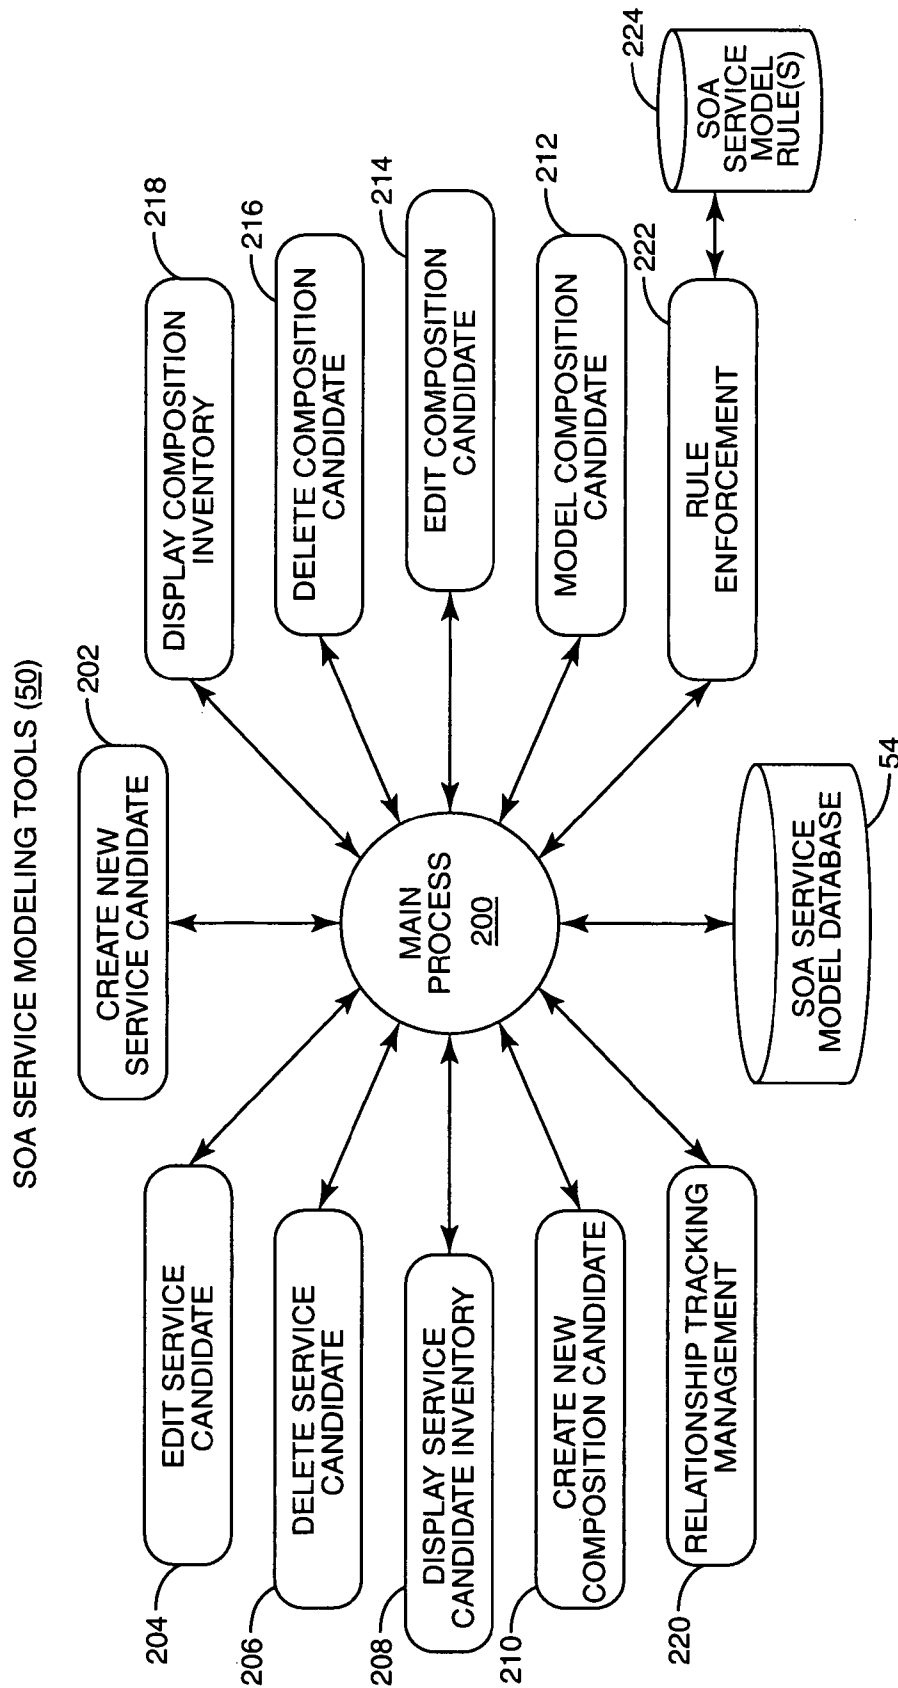 SOA SERVICE MODELING TOOLS (50)
202
CREATE NEW
SERVICE CANDIDATE
204
EDIT SERVICE
CANDIDATE
206
DELETE SERVICE
CANDIDATE
208
DISPLAY SERVICE
CANDIDATE INVENTORY
210
CREATE NEW
COMPOSITION CANDIDATE
220
RELATIONSHIP TRACKING
MANAGEMENT
MAIN
PROCESS
200
SOA SERVICE
MODEL DATABASE
54
218
DISPLAY COMPOSITION
INVENTORY
216
DELETE COMPOSITION
CANDIDATE
214
EDIT COMPOSITION
CANDIDATE
212
MODEL COMPOSITION
CANDIDATE
222
RULE
ENFORCEMENT
224
SOA
SERVICE
MODEL
RULE(S)